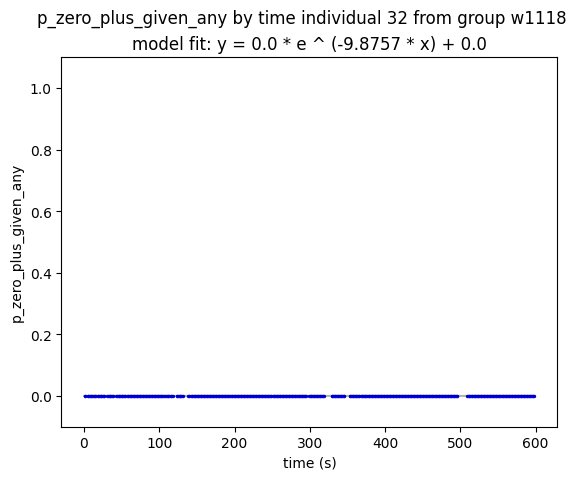 p_zero_plus_given_any by time individual 32 from group w1118
model fit: y = 0.0 * e ^ (-9.8757 * x) + 0.0
p_zero_plus_given_any
1.0
0.8
0.6
0.4
0.2
0.0
0 100 200 300 400 500 600
time (s)